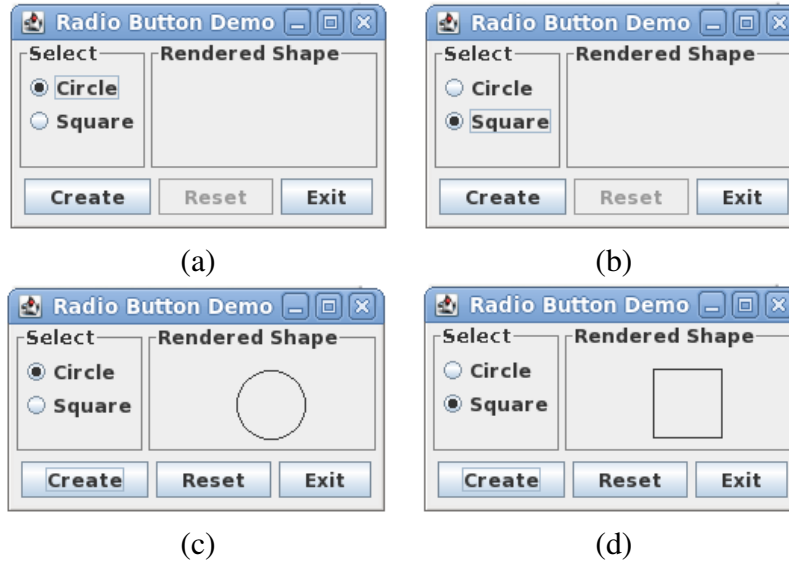 Radio Button Demo
Select
Rendered Shape
Circle
Square
Create Reset Exit
(a)
Radio Button Demo
Select
Rendered Shape
Circle
Square
Create Reset Exit
(b)
Radio Button Demo
Select
Rendered Shape
Circle
Square
Create Reset Exit
(c)
Radio Button Demo
Select
Rendered Shape
Circle
Square
Create Reset Exit
(d)